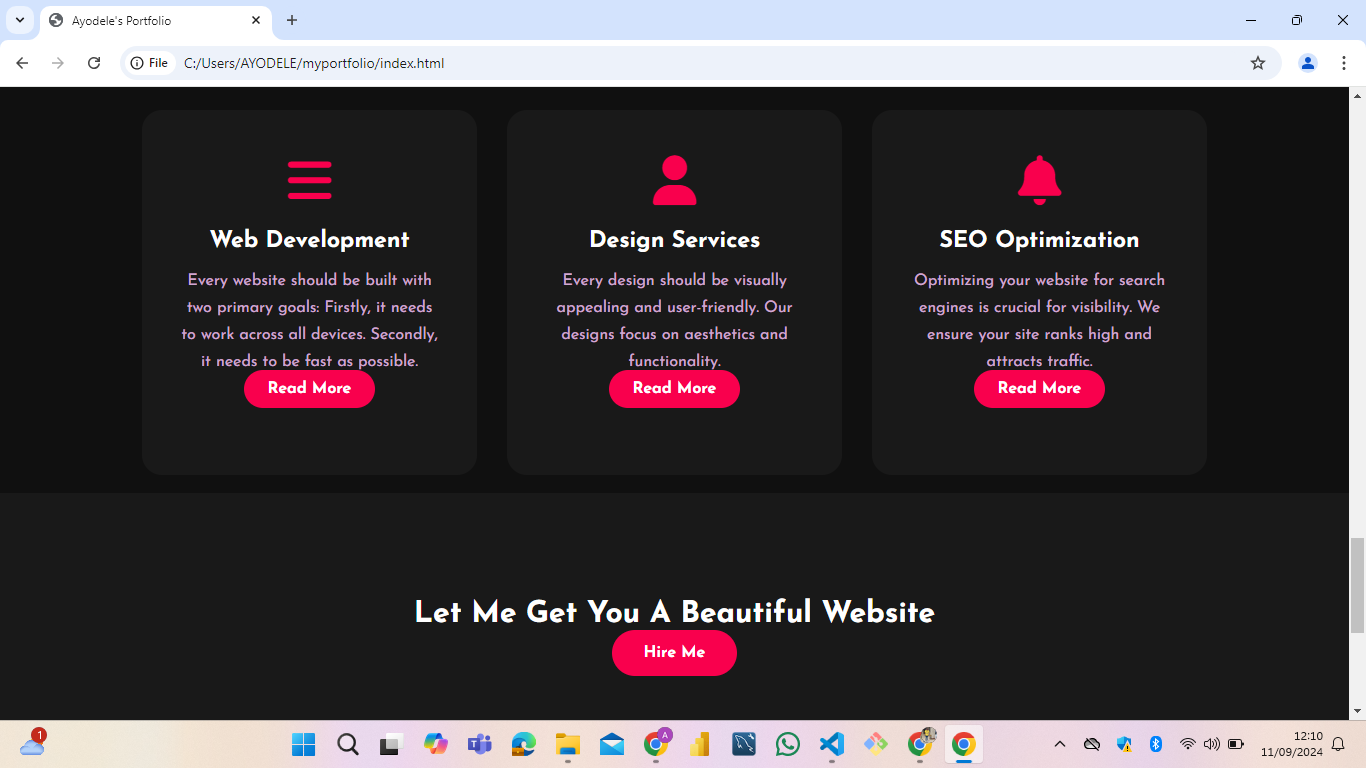 Ayodele's Portfolio
File
C:/Users/AYODELE/myportfolio/index.html
Web Development
Every website should be built with
two primary goals: Firstly, it needs
to work across all devices. Secondly,
it needs to be fast as possible.
Read More
Design Services
Every design should be visually
appealing and user-friendly. Our
designs focus on aesthetics and
functionality.
Read More
SEO Optimization
Optimizing your website for search
engines is crucial for visibility. We
ensure your site ranks high and
attracts traffic.
Read More
Let Me Get You A Beautiful Website
Hire Me
1
A
12:10
11/09/2024